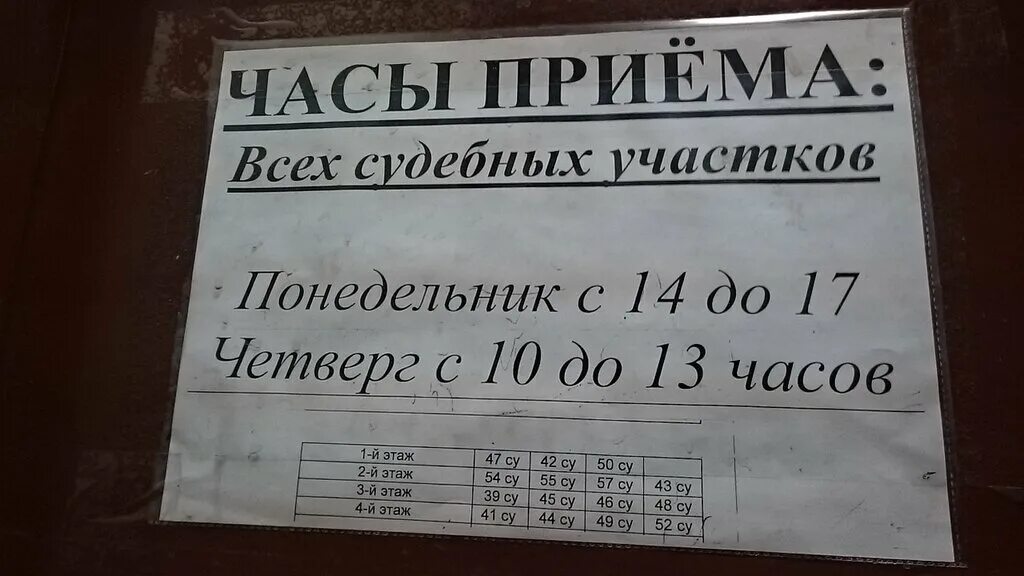 ЧАСЫ ПРИЁМА:
Всех судебных участков
Понедельник с 14 до 17
Четверг с 10 до 13 часов
1-й этаж 47 су 42 су 50 су
2-й этаж 54 су 55 су 57 су 43 су
3-й этаж 39 су 45 су 46 су 48 су
4-й этаж 41 су 44 су 49 су 52 су